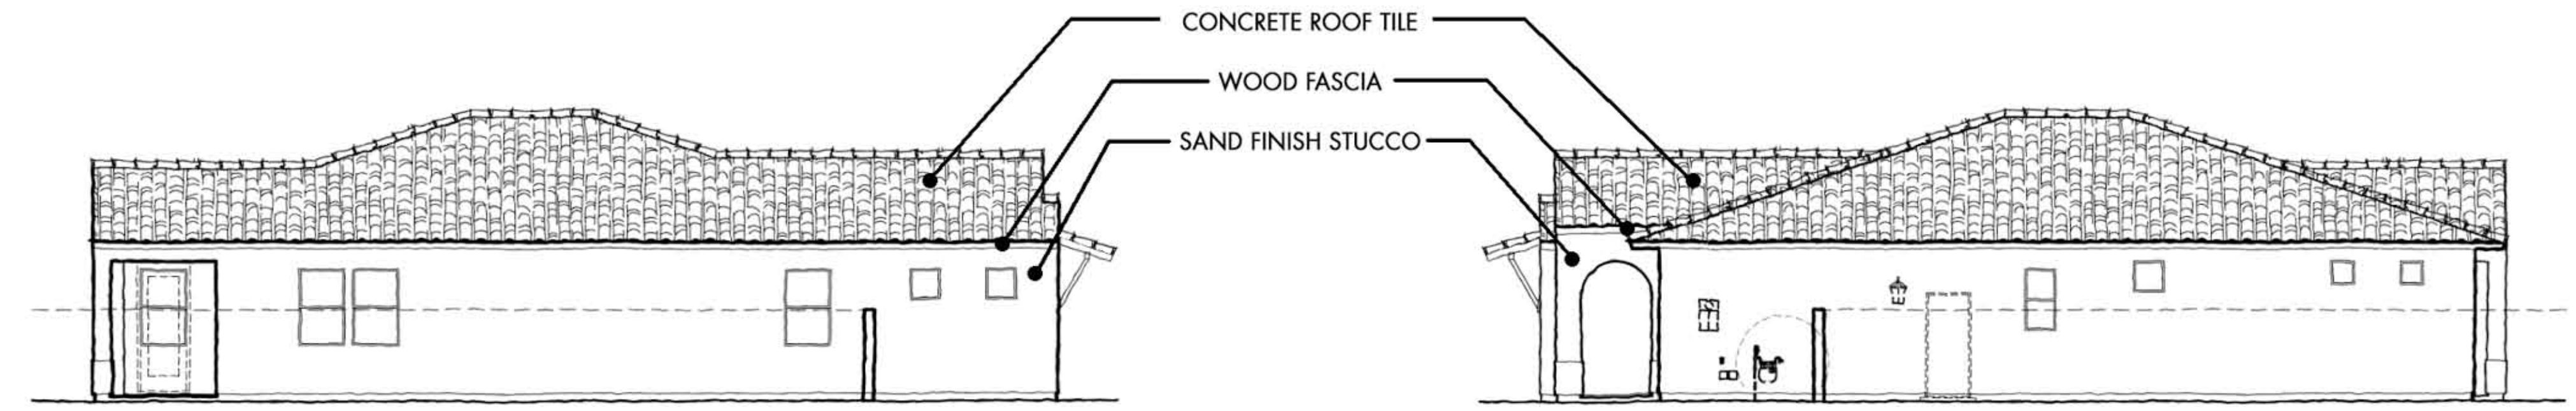 CONCRETE ROOF TILE
WOOD FASCIA
SAND FINISH STUCCO